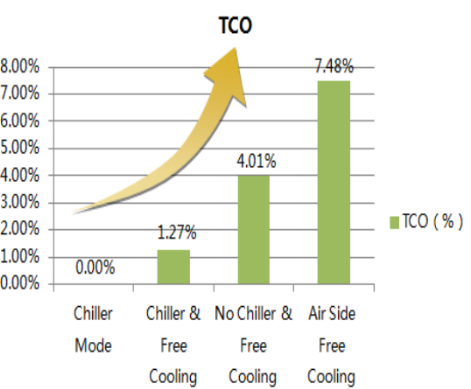 TCO
8.00%
7.00%
6.00%
5.00%
4.00%
3.00%
2.00%
1.00%
0.00%
0.00%
1.27%
4.01%
7.48%
Chiller
Mode
Chiller &
Free
Cooling
No Chiller &
Free
Cooling
Air Side
Free
Cooling
TCO ( % )